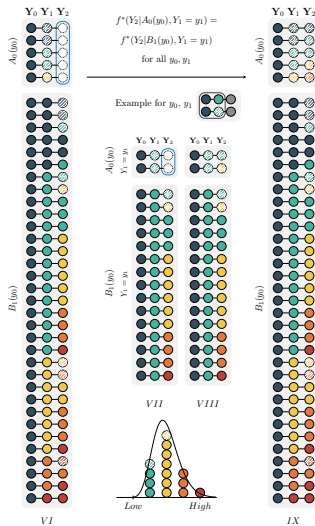 Y₀ Y₁ Y₂
A₀(y₀)
B₁(y₀)
VI
f*(Y₂|A₀(y₀), Y₁ = y₁) =
f*(Y₂|B₁(y₀), Y₁ = y₁)
for all y₀, y₁
Example for y₀, y₁
Y₀ Y₁ Y₂ Y₀ Y₁ Y₂
A₀(y₀)
Y₁ = y₁
B₁(y₀)
Y₁ = y₁
VII VIII
Low High
Y₀ Y₁ Y₂
A₀(y₀)
B₁(y₀)
IX